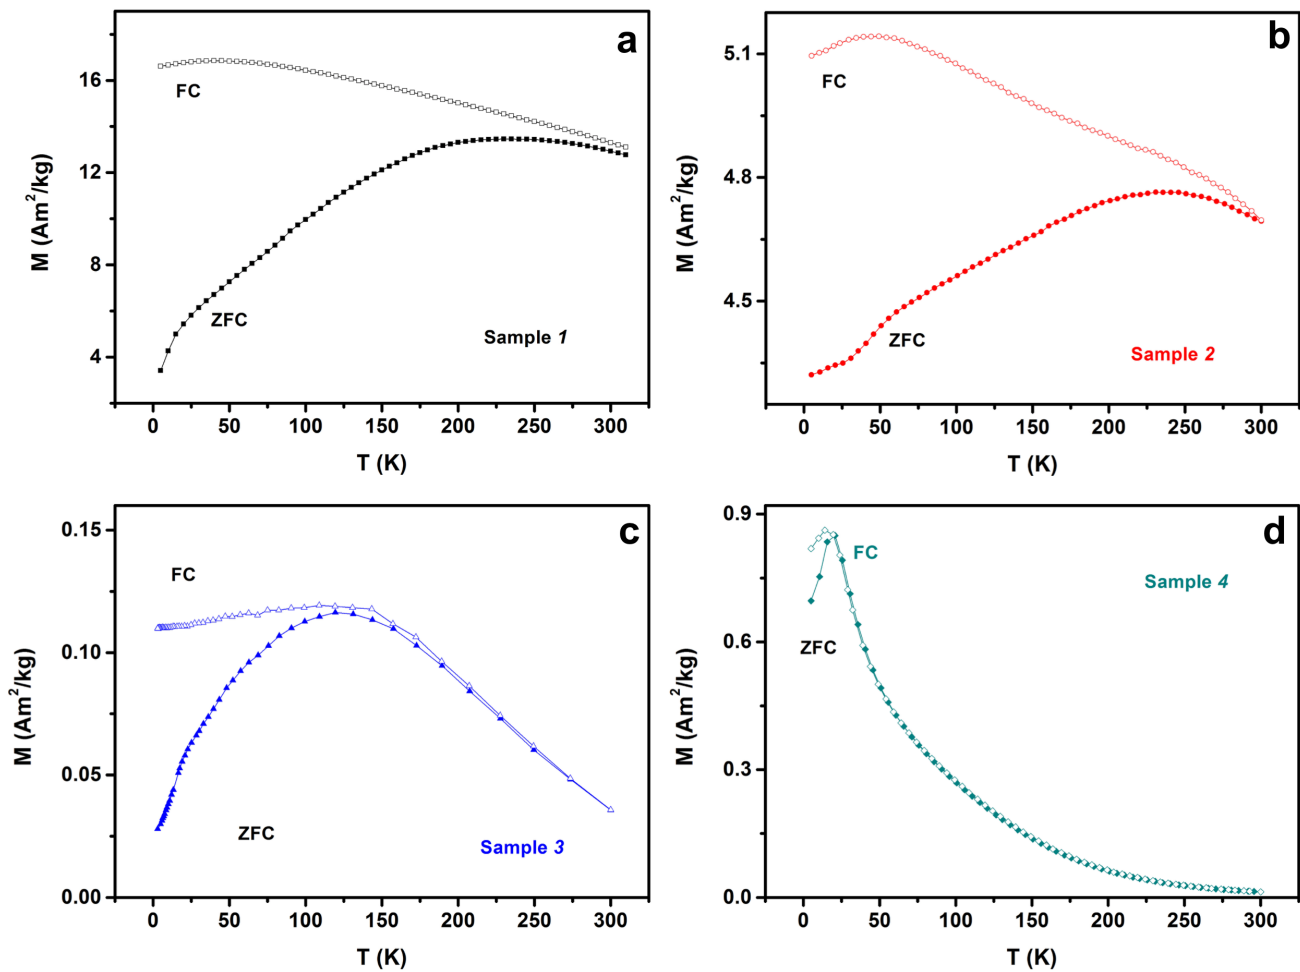 a
16
12
8
4
M (Am²/kg)
FC
ZFC
Sample 1
0 50 100 150 200 250 300
T (K)
b
5.1
4.8
4.5
M (Am²/kg)
FC
ZFC
Sample 2
0 50 100 150 200 250 300
T (K)
c
0.15
0.10
0.05
0.00
M (Am²/kg)
FC
ZFC
Sample 3
0 50 100 150 200 250 300
T (K)
d
0.9
0.6
0.3
0.0
M (Am²/kg)
FC
Sample 4
ZFC
0 50 100 150 200 250 300
T (K)